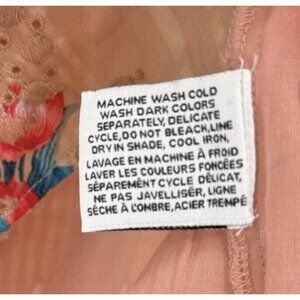 MACHINE WASH COLD
WASH DARK COLORS
SEPARATELY, DELICATE
CYCLE, DO NOT BLEACH, LINE
DRY IN SHADE, COOL IRON,
LAVAGE EN MACHINE À FROID
LAVER LES COULEURS FONCÉES
SÉPAREMENT CYCLE DÉLICAT,
NE PAS JAVELLISER, LIGNE
SÈCHE À L'OMBRE, ACIER TREMPÉ